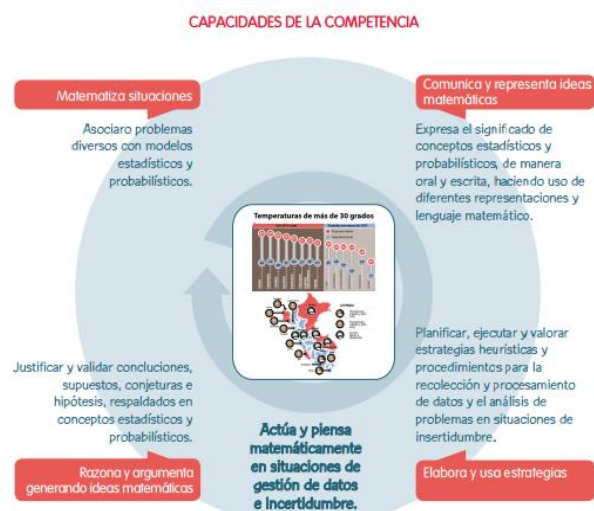 CAPACIDADES DE LA COMPETENCIA
Matematiza situaciones
Asociaro problemas
diversos con modelos
estadísticos y
probabilísticos.
Comunica y representa ideas
matemáticas
Expresa el significado de
conceptos estadísticos y
probabilísticos, de manera
oral y escrita, haciendo uso de
diferentes representaciones y
lenguaje matemático.
Temperaturas de más de 30 grados
Justificar y validar conclusiones,
supuestos, conjeturas e
hipótesis, respaldados en
conceptos estadísticos y
probabilísticos.
Razona y argumenta
generando ideas matemáticas
Planificar, ejecutar y valorar
estrategias heurísticas y
procedimientos para la
recolección y procesamiento
de datos y el análisis de
problemas en situaciones de
insertidumbre.
Elabora y usa estrategias
Actúa y piensa
matemáticamente
en situaciones de
gestión de datos
e incertidumbre.